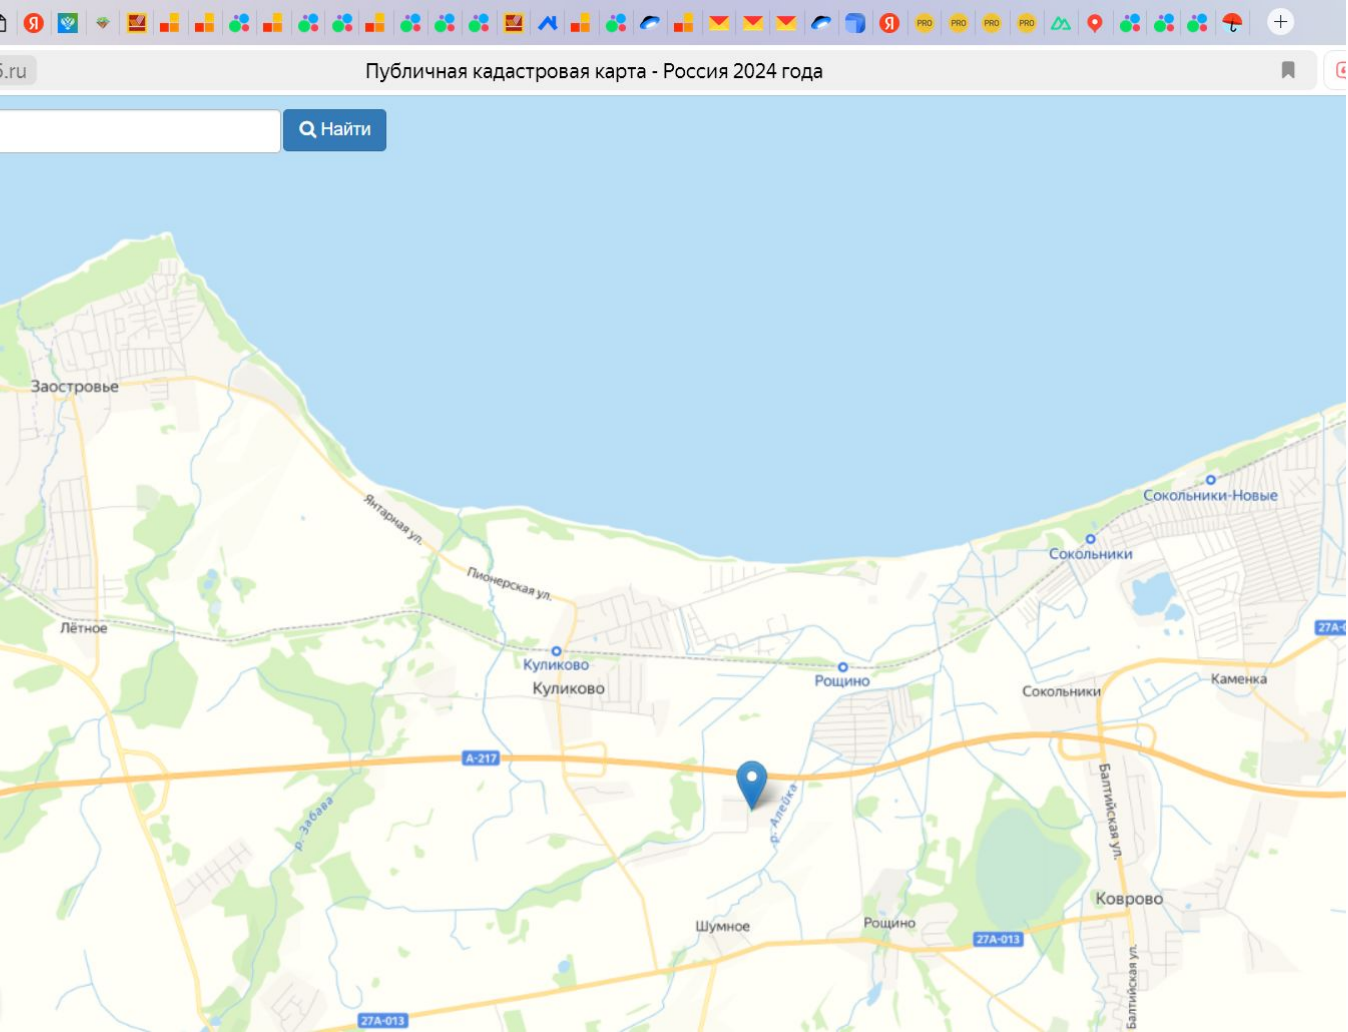 Я Я PRO PRO PRO PRO
.ru Публичная кадастровая карта - Россия 2024 года
Найти
Заостровье
Янтарная ул.
Сокольники-Новые
Сокольники
Пионерская ул.
Лётное
27А-0
Куликово
Куликово
Рощино
Сокольники
Каменка
А-217
Балтийская ул.
р. Забава
р. Алейка
Коврово
Шумное
Рощино
27А-013
Балтийская ул.
27А-013